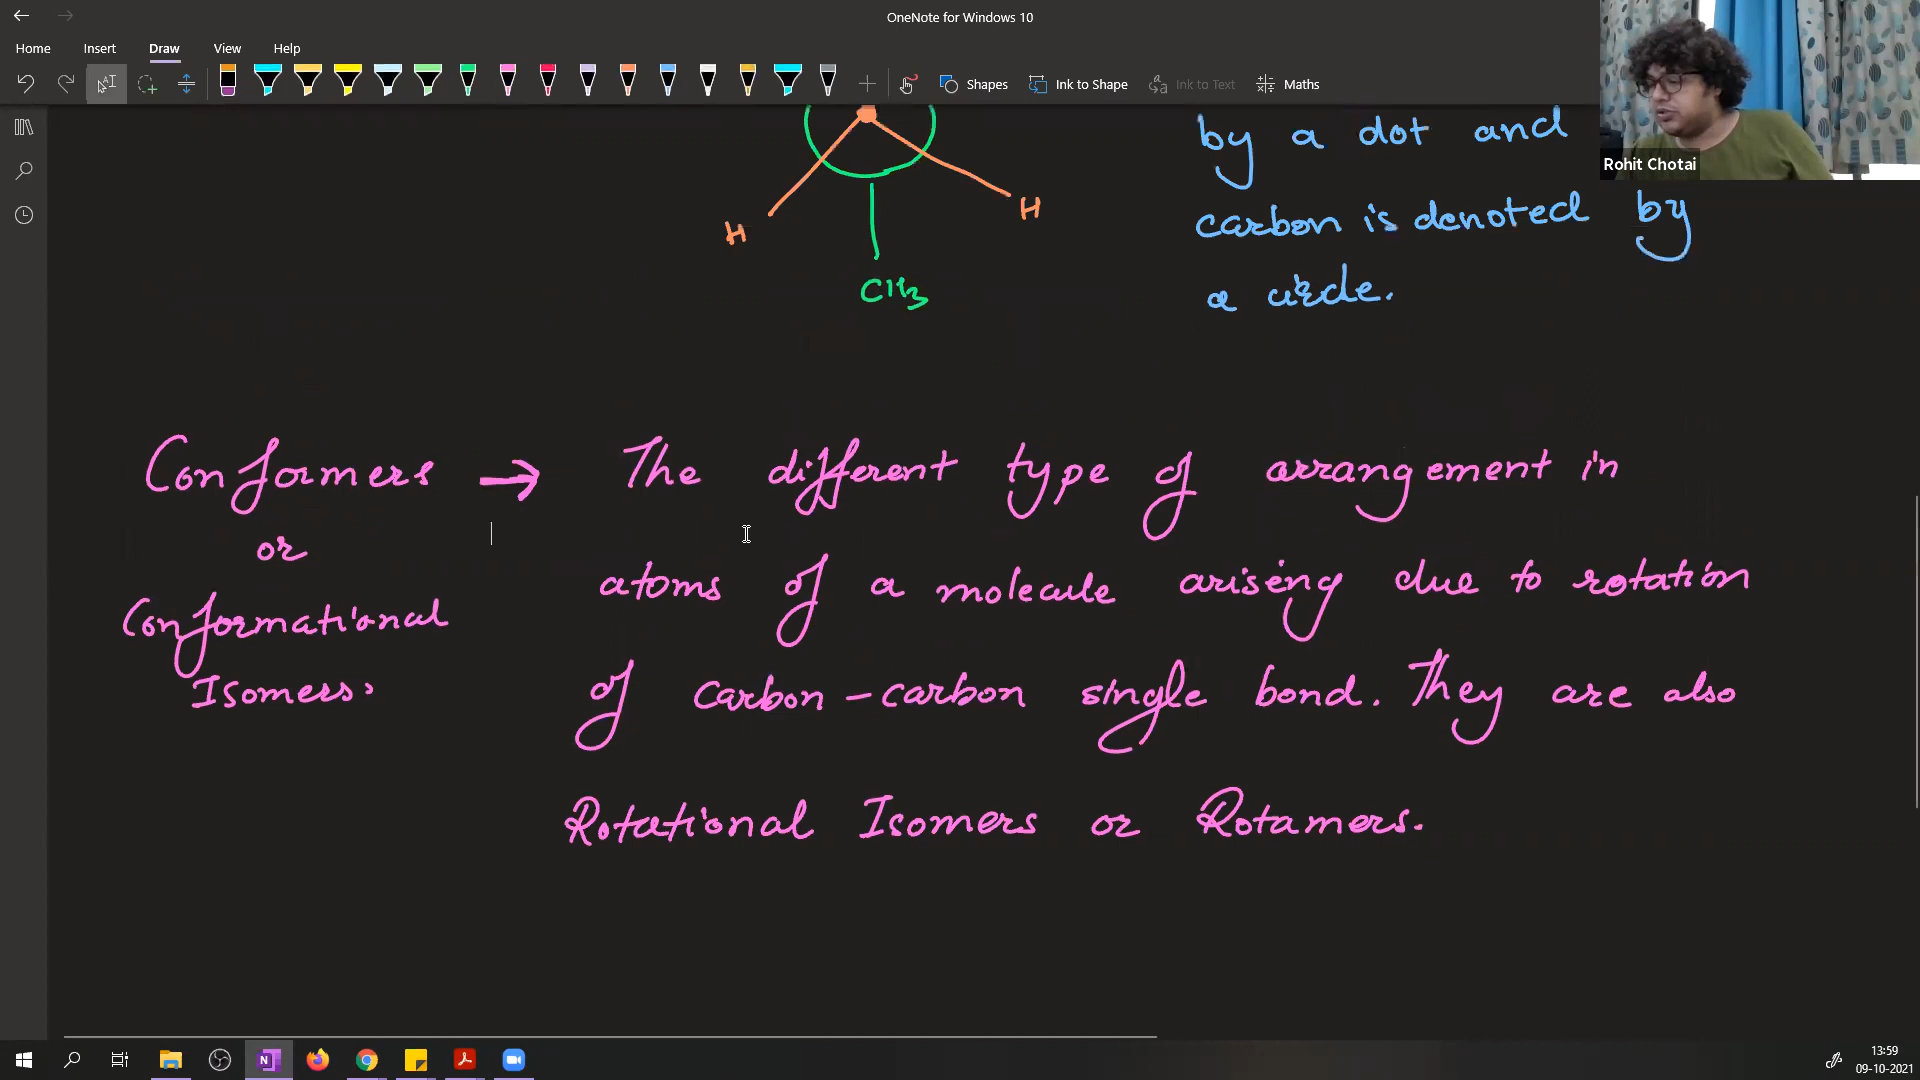 OneNote for Windows 10
Home Insert Draw View Help
Shapes Ink to Shape Ink to Text Maths
Rohit Chotai
H
H
CH3
by a dot and
carbon is denoted by
a circle.
Conformers → The different type of arrangement in
or
Conformational
Isomers.
atoms of a molecule arising due to rotation
of carbon-carbon single bond. They are also
Rotational Isomers or Rotamers.
13:59
09-10-2021